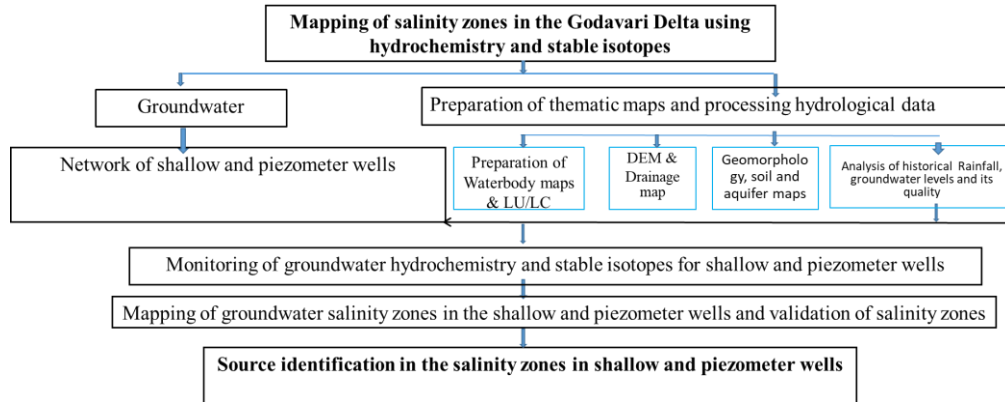 Mapping of salinity zones in the Godavari Delta using
hydrochemistry and stable isotopes
Groundwater
Preparation of thematic maps and processing hydrological data
Network of shallow and piezometer wells
Preparation of
Waterbody maps
& LU/LC
DEM &
Drainage
map
Geomorpholo
gy, soil and
aquifer maps
Analysis of historical Rainfall,
groundwater levels and its
quality
Monitoring of groundwater hydrochemistry and stable isotopes for shallow and piezometer wells
Mapping of groundwater salinity zones in the shallow and piezometer wells and validation of salinity zones
Source identification in the salinity zones in shallow and piezometer wells